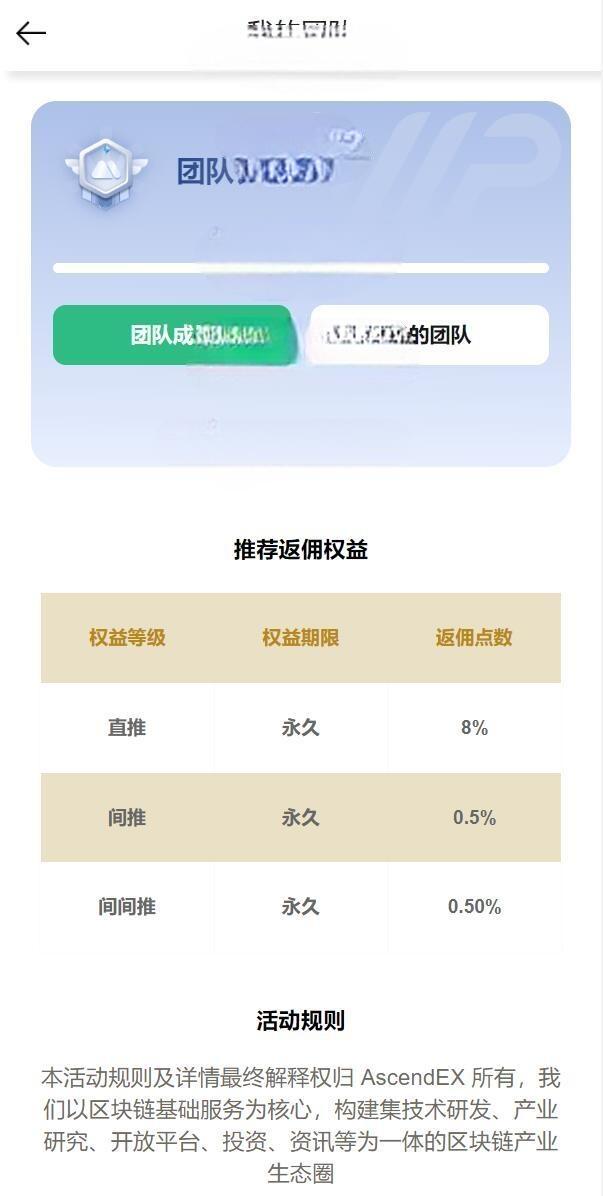 团队
团队成
的团队
推荐返佣权益
权益等级 权益期限 返佣点数
直推 永久 8%
间推 永久 0.5%
间间推 永久 0.50%
活动规则
本活动规则及详情最终解释权归 AscendEX 所有，我
们以区块链基础服务为核心，构建集技术研发、产业
研究、开放平台、投资、资讯等为一体的区块链产业
生态圈